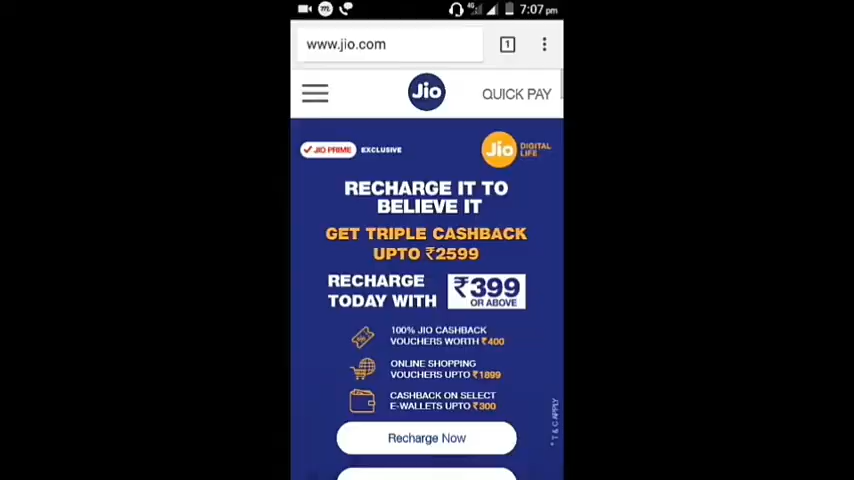 4G 7:07 pm
www.jio.com 1
Jio QUICK PAY
JIO PRIME EXCLUSIVE Jio DIGITAL LIFE
RECHARGE IT TO
BELIEVE IT
GET TRIPLE CASHBACK
UPTO ₹2599
RECHARGE
TODAY WITH
₹399
OR ABOVE
100% JIO CASHBACK
VOUCHERS WORTH ₹400
ONLINE SHOPPING
VOUCHERS UPTO ₹1899
CASHBACK ON SELECT
E-WALLETS UPTO ₹300
* T & C APPLY
Recharge Now